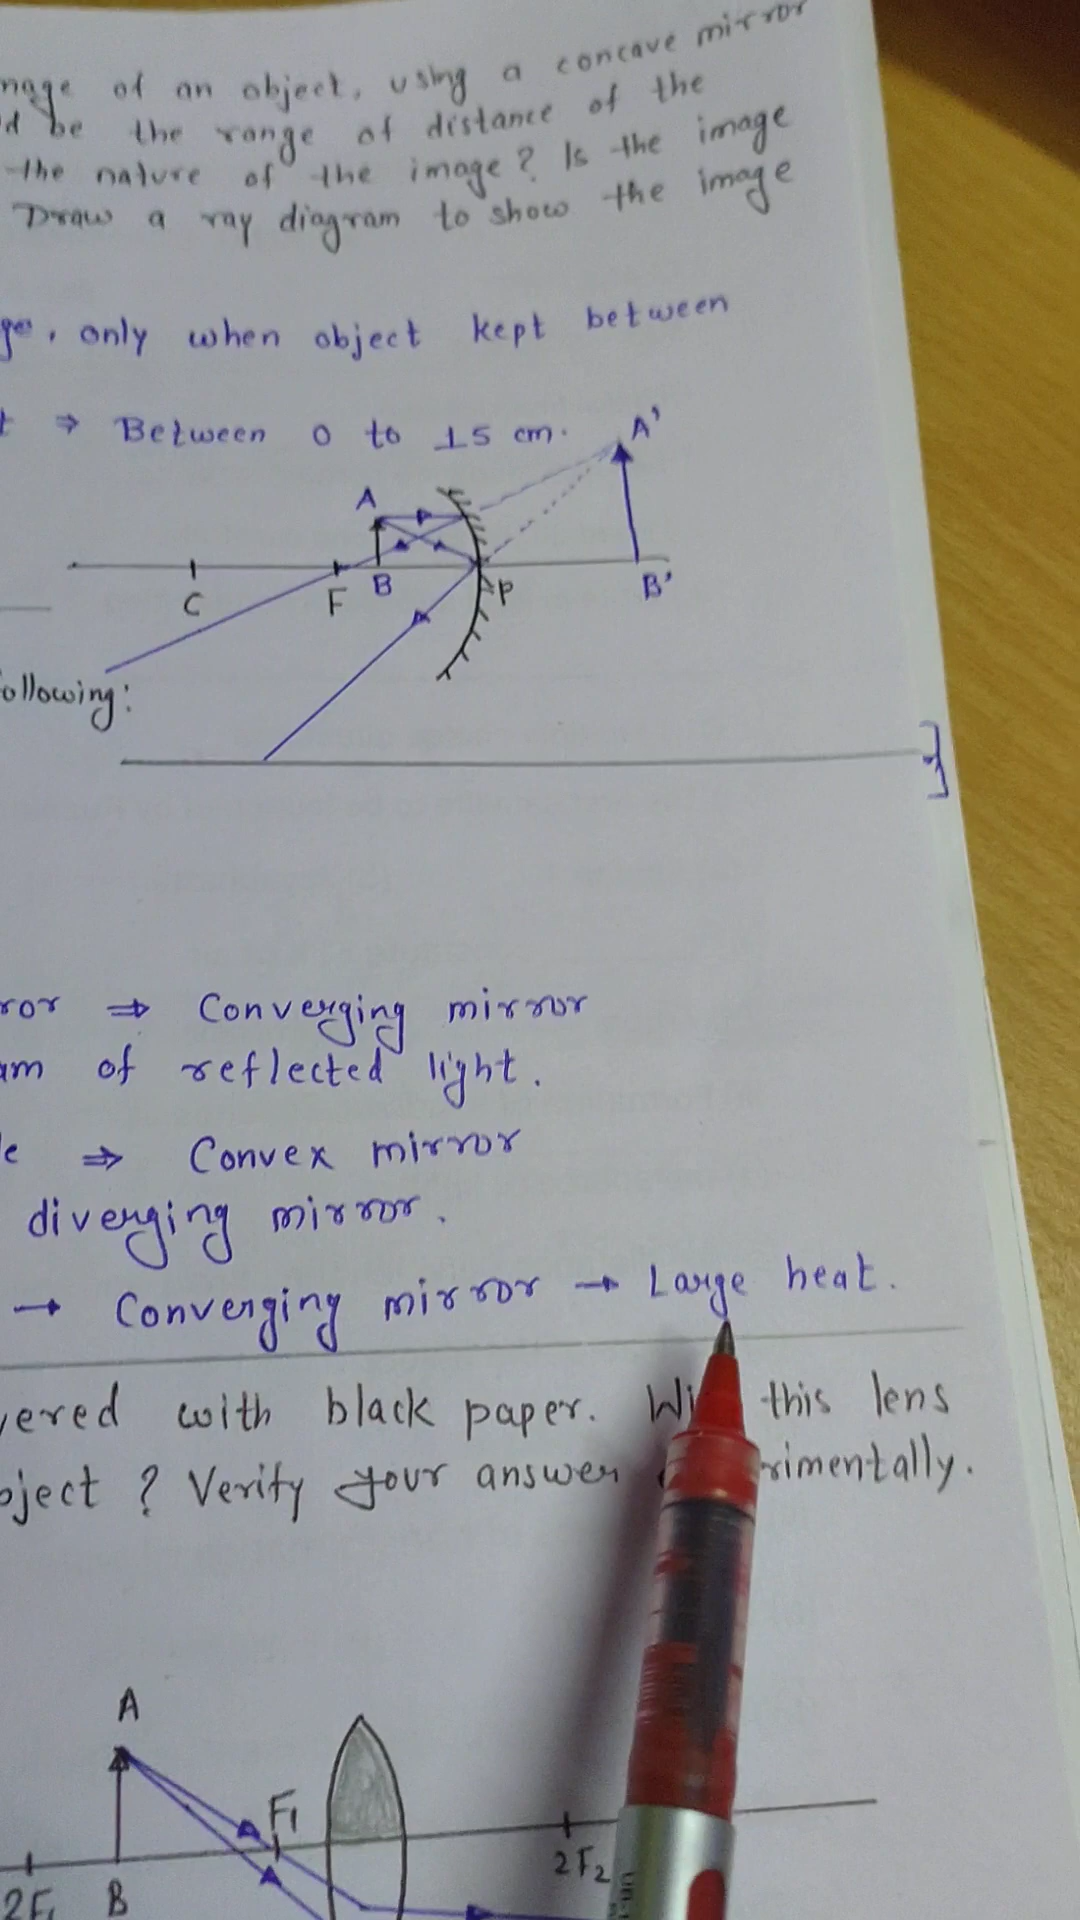 nage of an object, using a concave mirror
d be the range of distance of the
the nature of the image? Is the image
Draw a ray diagram to show the image
ge, only when object kept between
t ⇒ Between 0 to 15 cm.
A'
A
C F B P B'
ollowing:
ror ⇒ Converging mirror
am of reflected light.
e ⇒ Convex mirror
diverging mirror.
→ Converging mirror → Large heat.
vered with black paper. this lens
bject ? Verify your answer rimentally.
A
F1
2F2
2F1 B